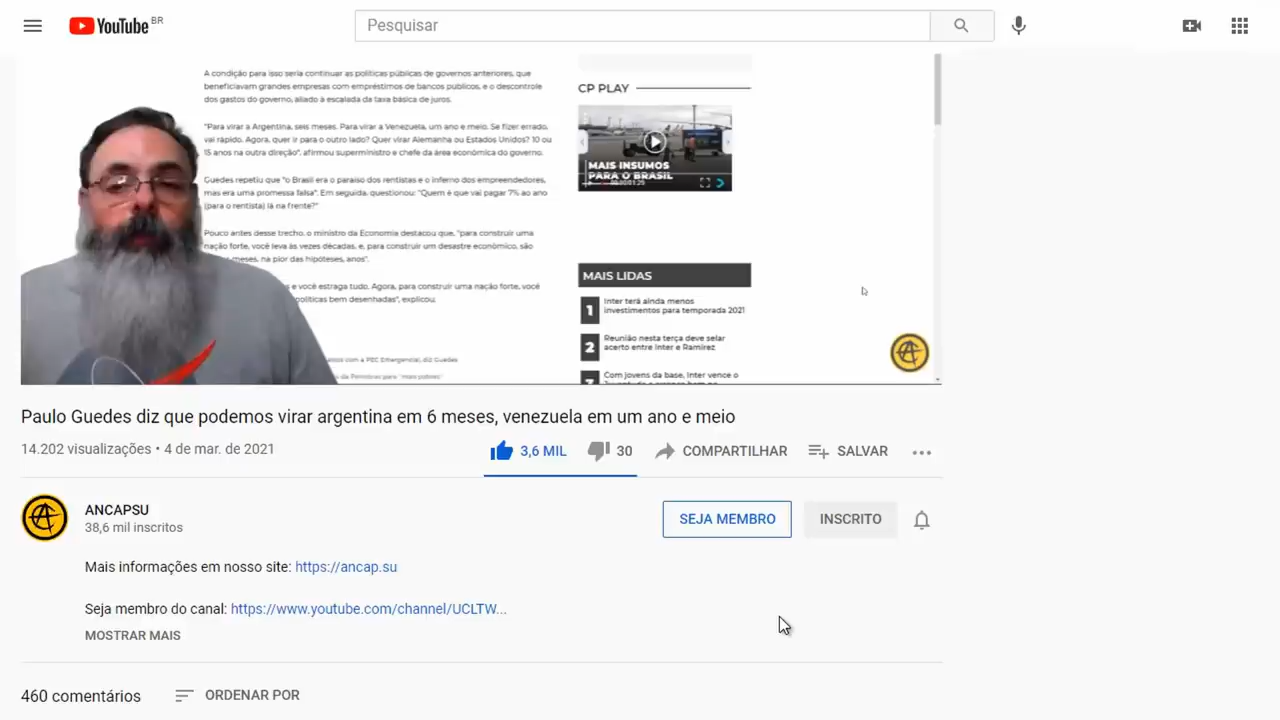 YouTube BR
Pesquisar
A condição para isso seria continuar as políticas públicas de governos anteriores, que
beneficiavam grandes empresas com empréstimos de bancos públicos, e o descontrole
dos gastos do governo, aliado à escalada da taxa básica de juros.
"Para virar a Argentina, seis meses. Para virar a Venezuela, um ano e meio. Se fizer errado,
vai rápido. Agora, quer ir para o outro lado? Quer virar Alemanha ou Estados Unidos? 10 ou
15 anos na outra direção", afirmou superministro e chefe da área econômica do governo.
Guedes repetiu que "o Brasil era o paraíso dos rentistas e o inferno dos empreendedores,
mas era uma promessa falsa". Em seguida, questionou: "Quem é que vai pagar 7% ao ano
(para o rentista) lá na frente?"
Pouco antes desse trecho, o ministro da Economia destacou que, "para construir uma
nação forte, você leva às vezes décadas, e, para construir um desastre econômico, são
meses, na pior das hipóteses, anos".
e você estraga tudo. Agora, para construir uma nação forte, você
políticas bem desenhadas", explicou.
com a PEC Emergencial, diz Guedes
da Petrobras para "mais pobres"
CP PLAY
MAIS INSUMOS
PARA O BRASIL
MAIS LIDAS
1 Inter terá ainda menos
investimentos para temporada 2021
2 Reunião nesta terça deve selar
acerto entre Inter e Ramírez
Com jovens da base, Inter vence o
Paulo Guedes diz que podemos virar argentina em 6 meses, venezuela em um ano e meio
14.202 visualizações • 4 de mar. de 2021
3,6 MIL 30 COMPARTILHAR SALVAR
ANCAPSU
38,6 mil inscritos
SEJA MEMBRO INSCRITO
Mais informações em nosso site: https://ancap.su
Seja membro do canal: https://www.youtube.com/channel/UCLTW...
MOSTRAR MAIS
460 comentários ORDENAR POR